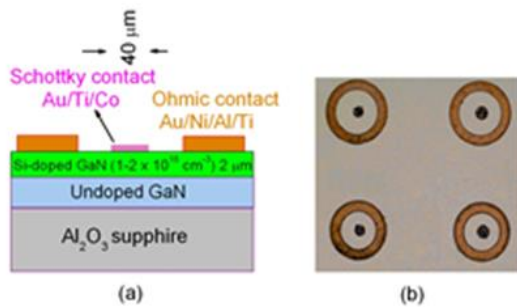 40 μm
Schottky contact
Au/Ti/Co
Ohmic contact
Au/Ni/Al/Ti
Si-doped GaN (1-2 × 10¹⁶ cm⁻³) 2 μm
Undoped GaN
Al₂O₃ supphire
(a)
(b)